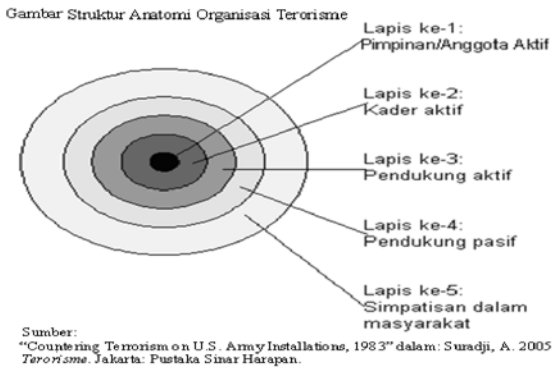 Gambar Struktur Anatomi Organisasi Terorisme
Lapis ke-1:
Pimpinan/Anggota Aktif
Lapis ke-2:
Kader aktif
Lapis ke-3:
Pendukung aktif
Lapis ke-4:
Pendukung pasif
Lapis ke-5:
Simpatisan dalam
masyarakat
Sumber:
“Countering Terrorism on U.S. Army Installations, 1983” dalam: Suradji, A. 2005
Terorisme. Jakarta: Pustaka Sinar Harapan.